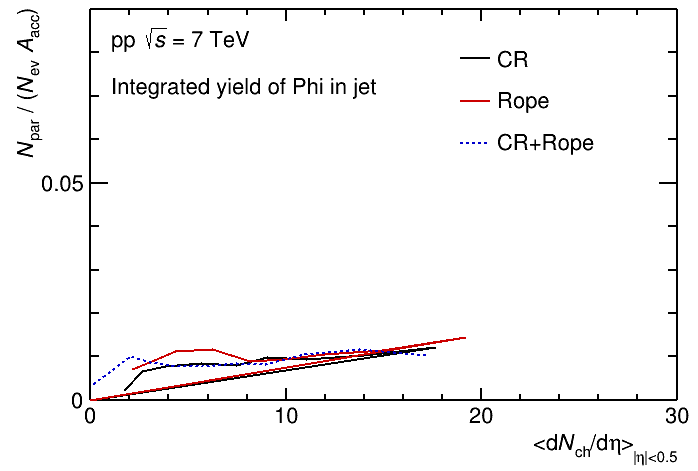 N_par / (N_ev A_acc)
pp √s = 7 TeV
Integrated yield of Phi in jet
CR
Rope
CR+Rope
0.05
0
0 10 20 30
<dN_ch/dη>_|η|<0.5